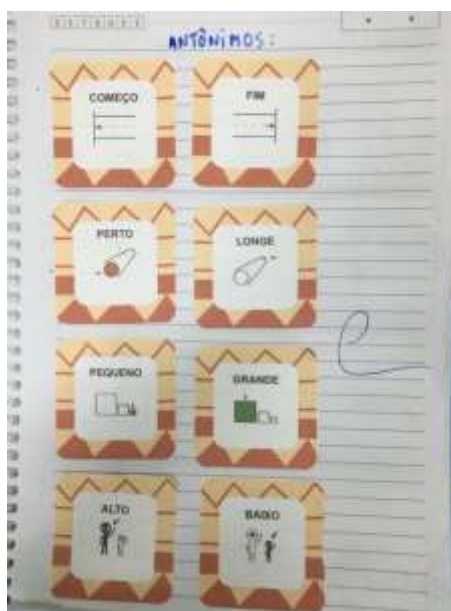 ANTÔNIMOS:
COMEÇO
FIM
PERTO
LONGE
PEQUENO
GRANDE
ALTO
BAIXO